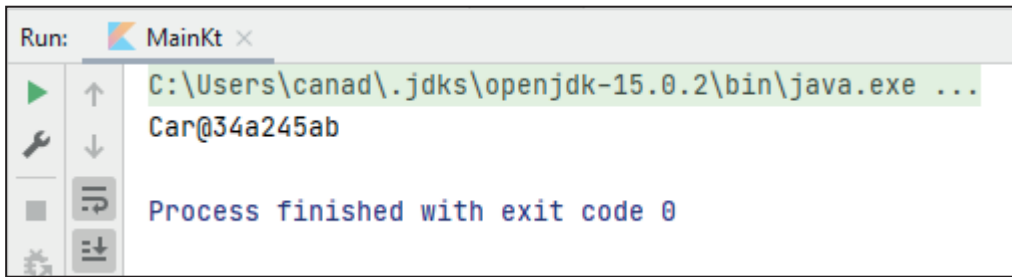 Run: MainKt
C:\Users\canad\.jdks\openjdk-15.0.2\bin\java.exe ...
Car@34a245ab
Process finished with exit code 0